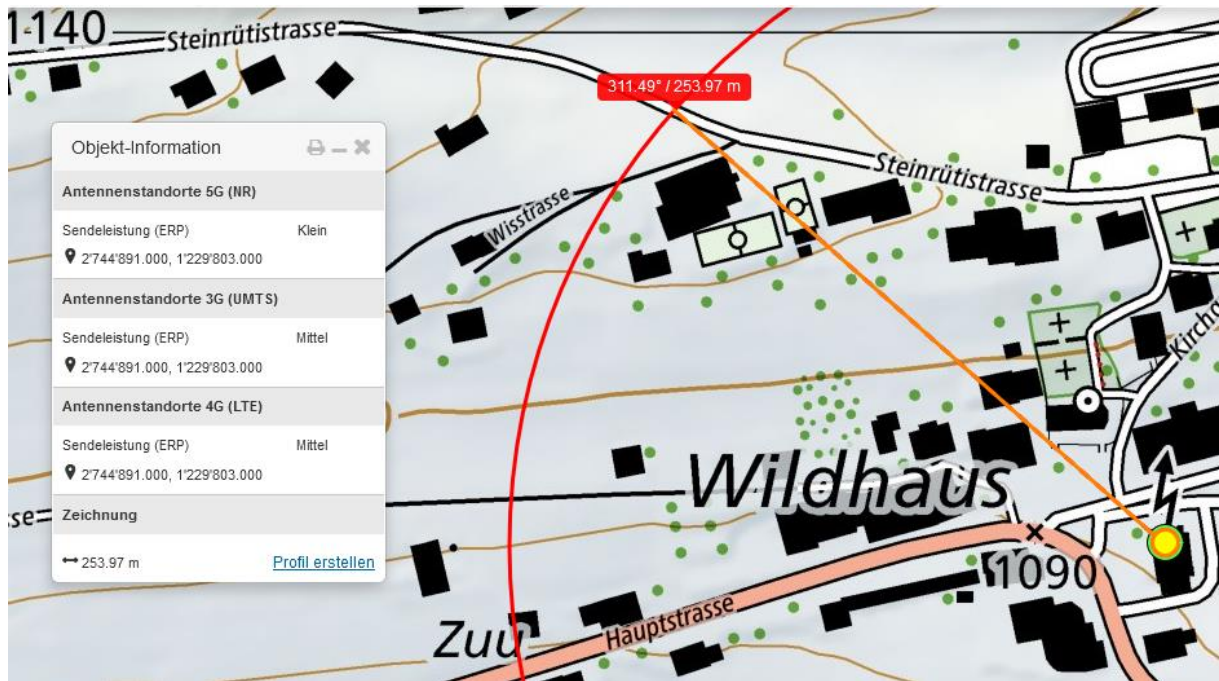 1140
Steinrütistrasse
311.49° / 253.97 m
Objekt-Information
Antennenstandorte 5G (NR)
Sendeleistung (ERP) Klein
2'744'891.000, 1'229'803.000
Antennenstandorte 3G (UMTS)
Sendeleistung (ERP) Mittel
2'744'891.000, 1'229'803.000
Antennenstandorte 4G (LTE)
Sendeleistung (ERP) Mittel
2'744'891.000, 1'229'803.000
Zeichnung
253.97 m Profil erstellen
Steinrütistrasse
Wisstrasse
Kircho
Wildhaus
se
1090
Hauptstrasse
Zuu